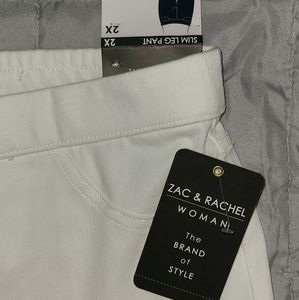 2X
2X
SLIM LEG PANT
ZAC & RACHEL
WOMAN
The
BRAND
of
STYLE